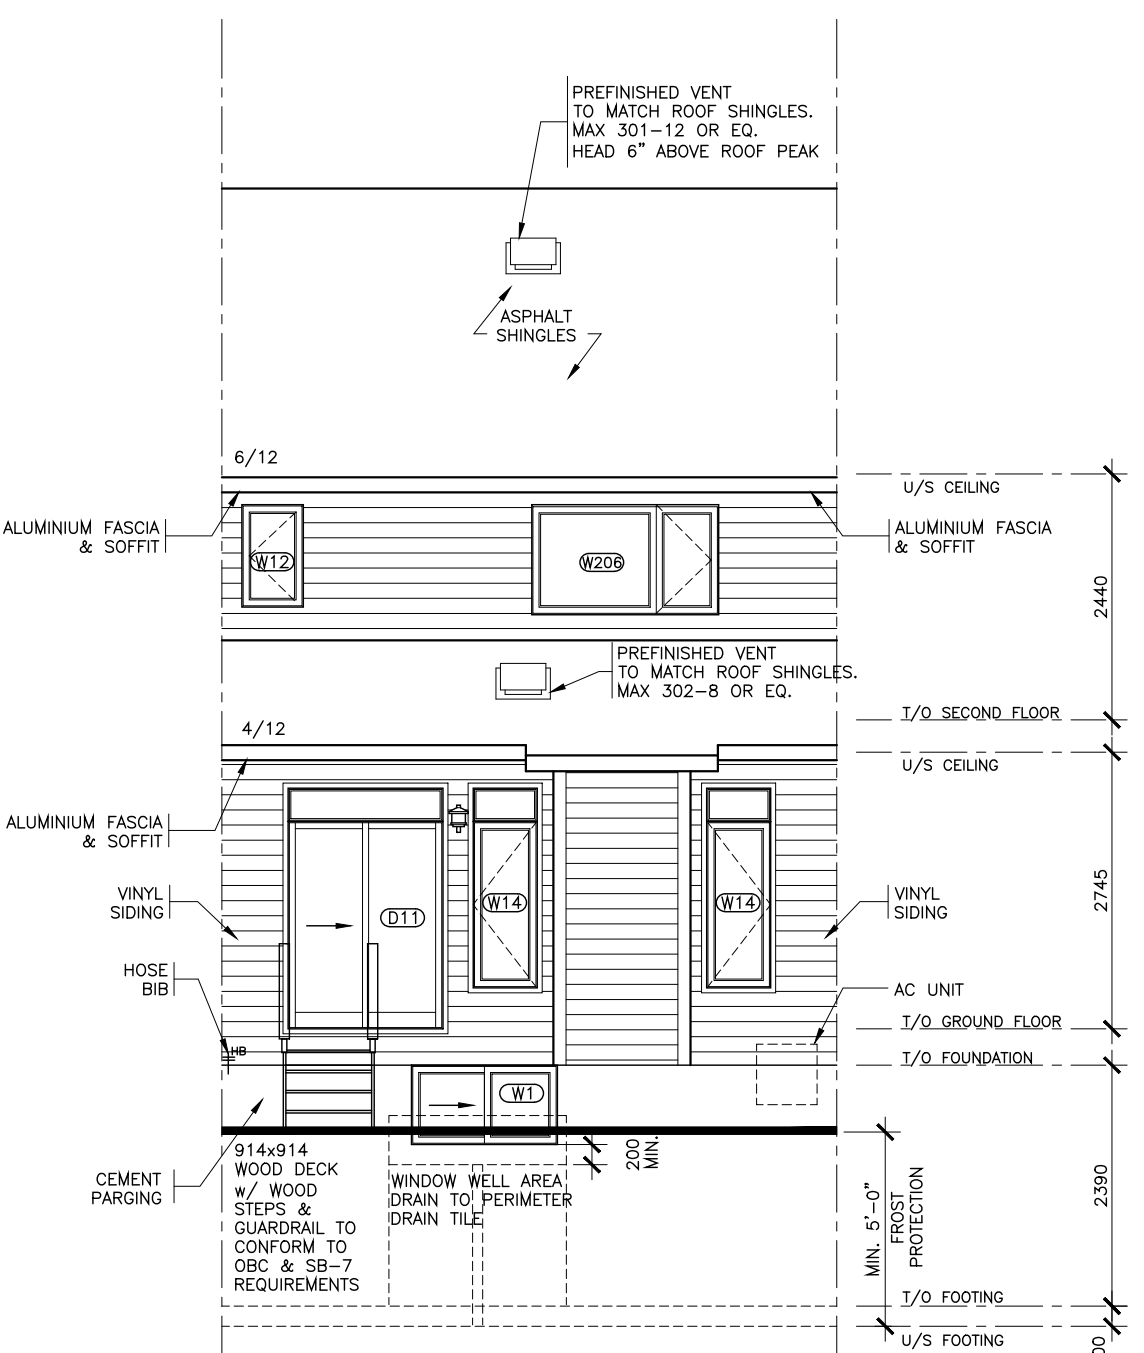 PREFINISHED VENT
TO MATCH ROOF SHINGLES.
MAX 301-12 OR EQ.
HEAD 6" ABOVE ROOF PEAK
ASPHALT
SHINGLES
6/12
U/S CEILING
ALUMINIUM FASCIA
& SOFFIT
ALUMINIUM FASCIA
& SOFFIT
W12
W206
2440
PREFINISHED VENT
TO MATCH ROOF SHINGLES.
MAX 302-8 OR EQ.
T/O SECOND FLOOR
4/12
U/S CEILING
ALUMINIUM FASCIA
& SOFFIT
VINYL
SIDING
D11
W14
W14
VINYL
SIDING
2745
HOSE
BIB
AC UNIT
T/O GROUND FLOOR
HB
T/O FOUNDATION
W1
CEMENT
PARGING
914x914
WOOD DECK
w/ WOOD
STEPS &
GUARDRAIL TO
CONFORM TO
OBC & SB-7
REQUIREMENTS
WINDOW WELL AREA
DRAIN TO PERIMETER
DRAIN TILE
200
MIN.
MIN. 5'-0"
FROST
PROTECTION
2390
T/O FOOTING
U/S FOOTING